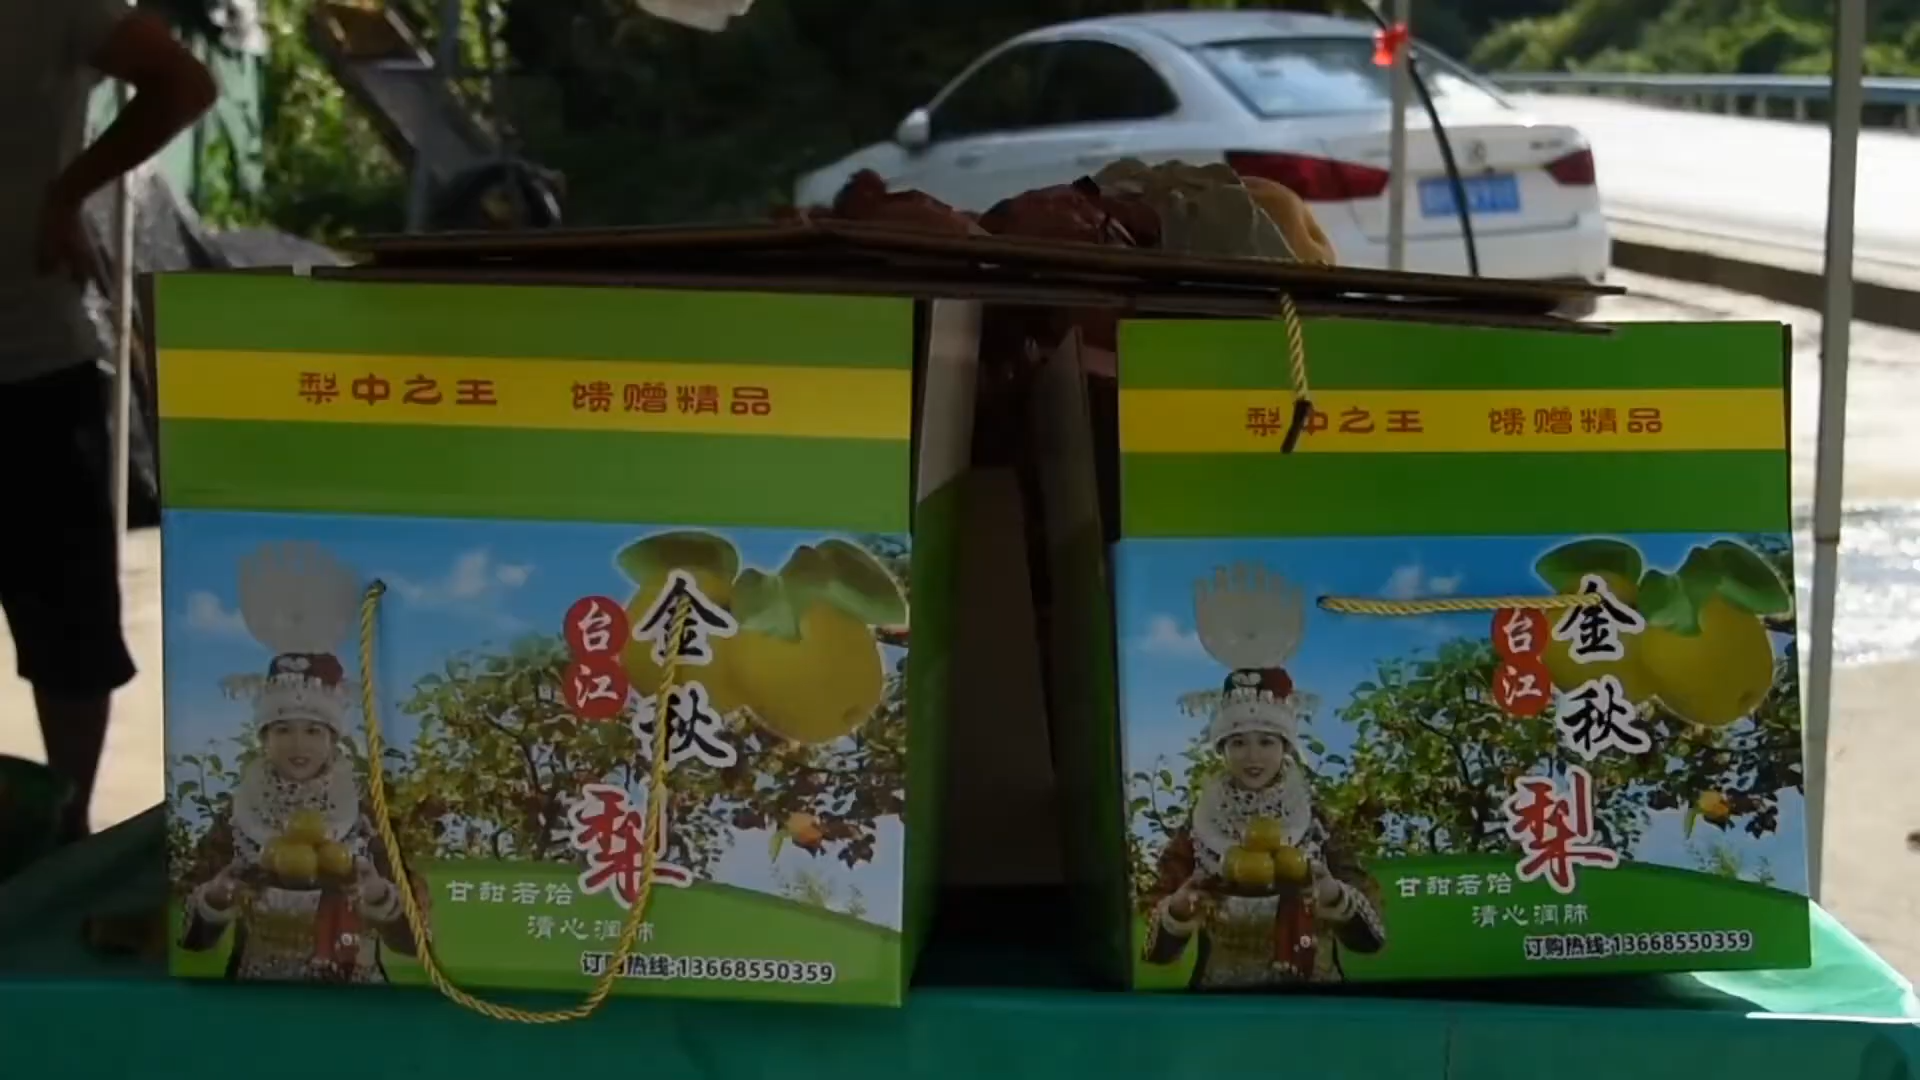 梨中之王 馈赠精品
台江
金秋梨
甘甜若饴
清心润肺
订购热线:13668550359
梨中之王 馈赠精品
台江
金秋梨
甘甜若饴
清心润肺
订购热线:13668550359